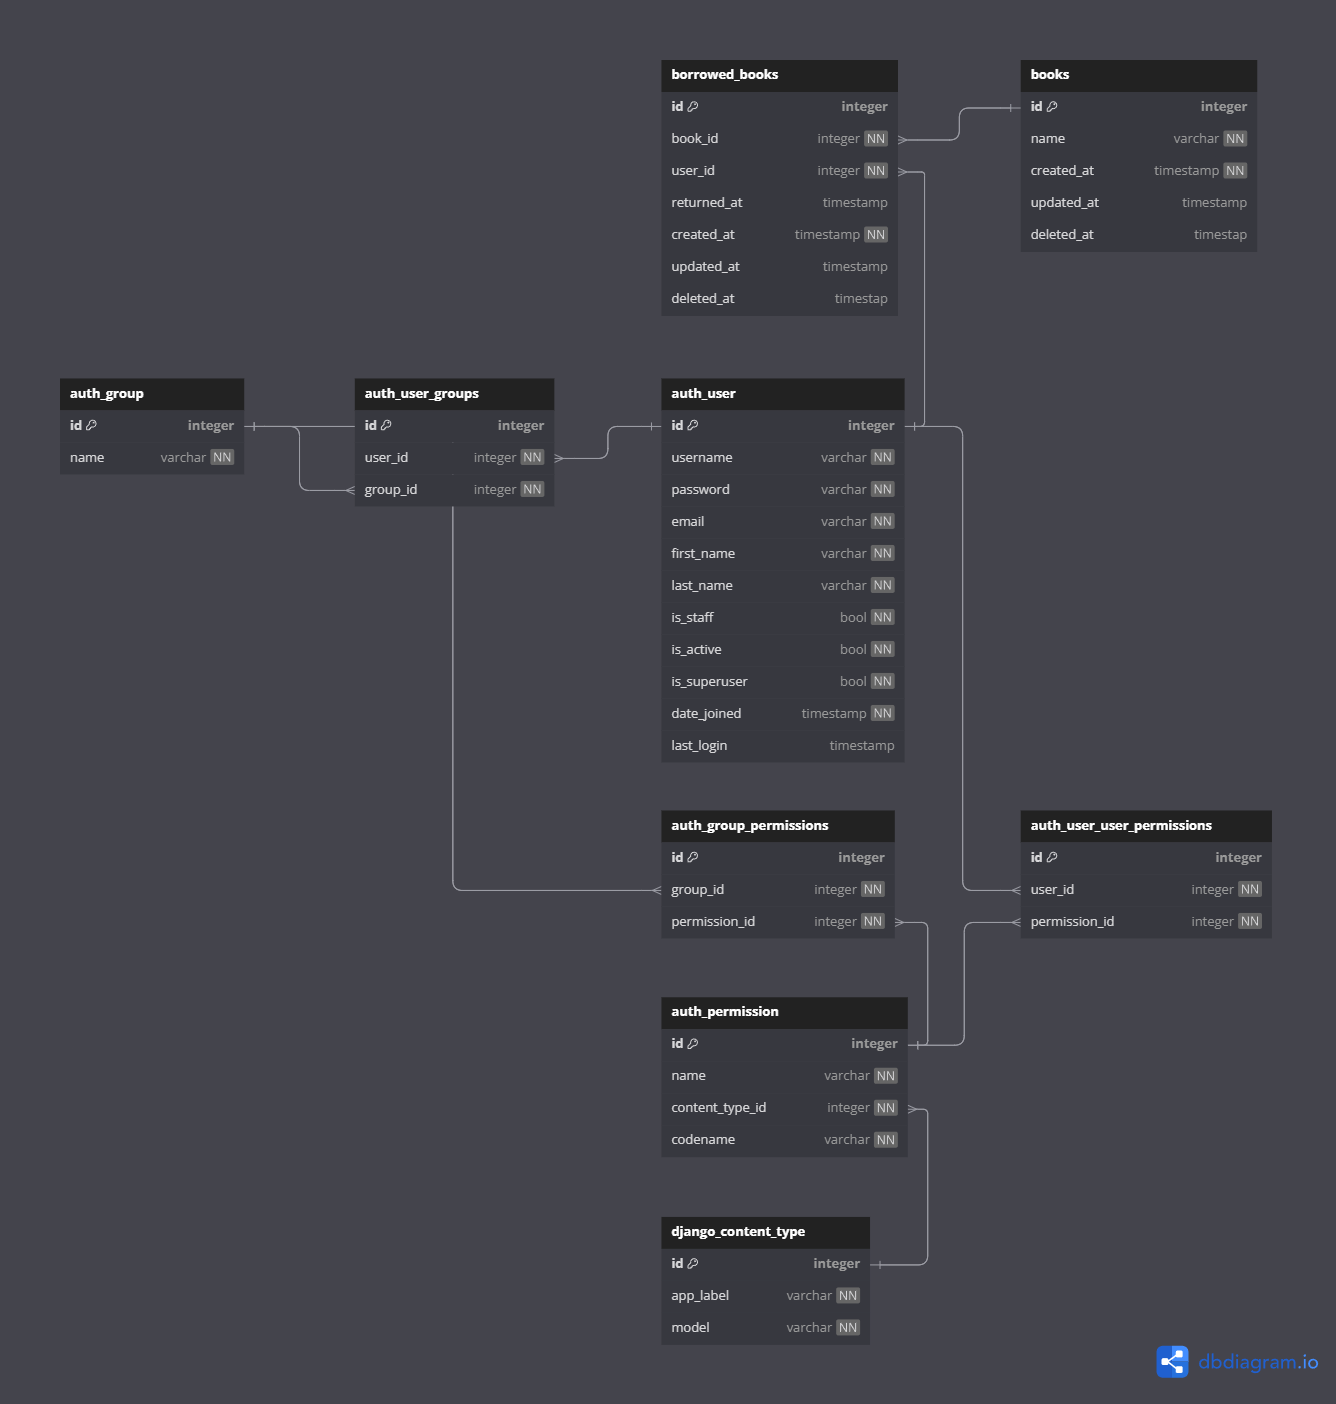 borrowed_books
id integer
book_id integer NN
user_id integer NN
returned_at timestamp
created_at timestamp NN
updated_at timestamp
deleted_at timestap
books
id integer
name varchar NN
created_at timestamp NN
updated_at timestamp
deleted_at timestap
auth_group
id integer
name varchar NN
auth_user_groups
id integer
user_id integer NN
group_id integer NN
auth_user
id integer
username varchar NN
password varchar NN
email varchar NN
first_name varchar NN
last_name varchar NN
is_staff bool NN
is_active bool NN
is_superuser bool NN
date_joined timestamp NN
last_login timestamp
auth_group_permissions
id integer
group_id integer NN
permission_id integer NN
auth_user_user_permissions
id integer
user_id integer NN
permission_id integer NN
auth_permission
id integer
name varchar NN
content_type_id integer NN
codename varchar NN
django_content_type
id integer
app_label varchar NN
model varchar NN
dbdiagram.io